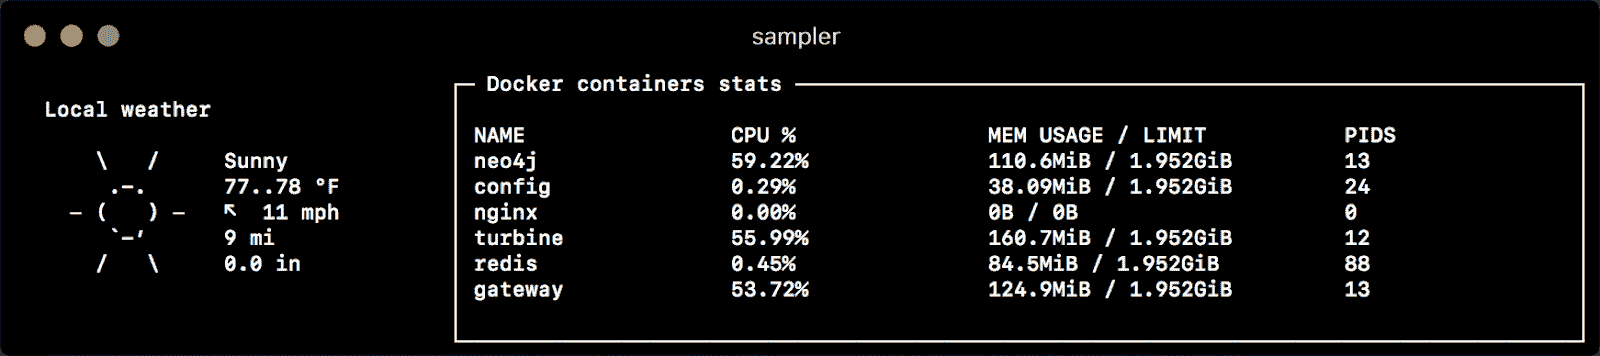 sampler
Local weather
\ / Sunny
.-. 77..78 °F
― ( ) ― ↖ 11 mph
`-’ 9 mi
/ \ 0.0 in
Docker containers stats
NAME CPU % MEM USAGE / LIMIT PIDS
neo4j 59.22% 110.6MiB / 1.952GiB 13
config 0.29% 38.09MiB / 1.952GiB 24
nginx 0.00% 0B / 0B 0
turbine 55.99% 160.7MiB / 1.952GiB 12
redis 0.45% 84.5MiB / 1.952GiB 88
gateway 53.72% 124.9MiB / 1.952GiB 13